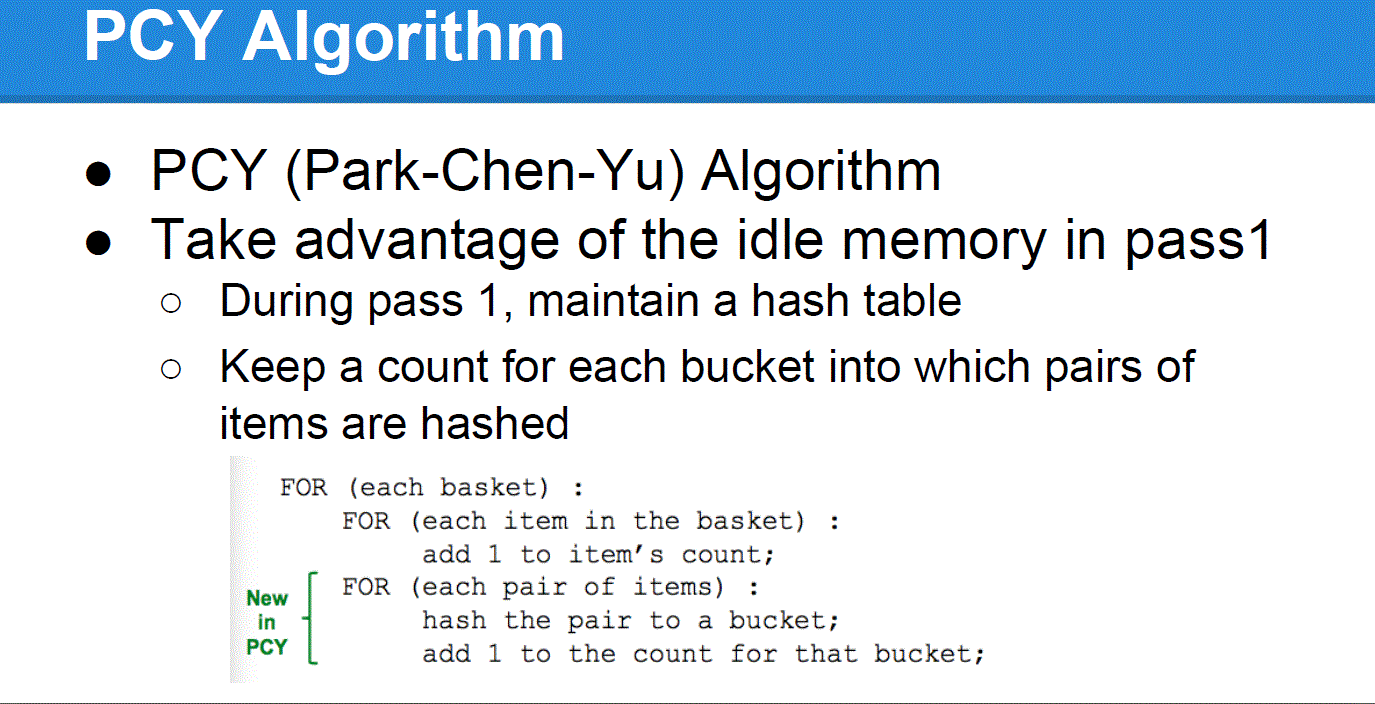 PCY Algorithm
● PCY (Park-Chen-Yu) Algorithm
● Take advantage of the idle memory in pass1
○ During pass 1, maintain a hash table
○ Keep a count for each bucket into which pairs of
items are hashed
FOR (each basket) :
FOR (each item in the basket) :
add 1 to item’s count;
New
in
PCY
FOR (each pair of items) :
hash the pair to a bucket;
add 1 to the count for that bucket;